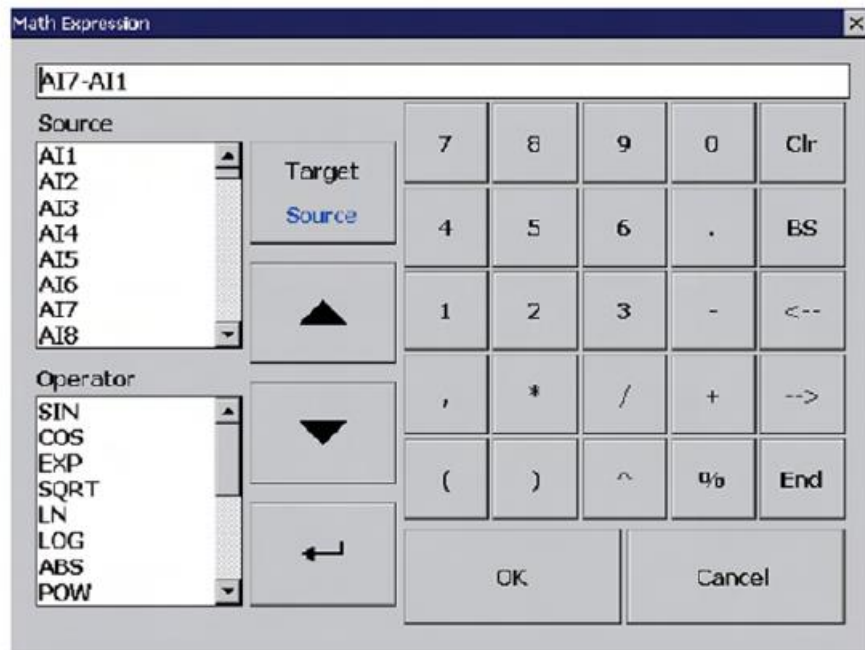 Math Expression
AI7-AI1
Source
AI1
AI2
AI3
AI4
AI5
AI6
AI7
AI8
Operator
SIN
COS
EXP
SQRT
LN
LOG
ABS
POW
Target
Source
7 8 9 0 Clr
4 5 6 . BS
1 2 3 - <--
, * / + -->
( ) ^ % End
OK Cancel